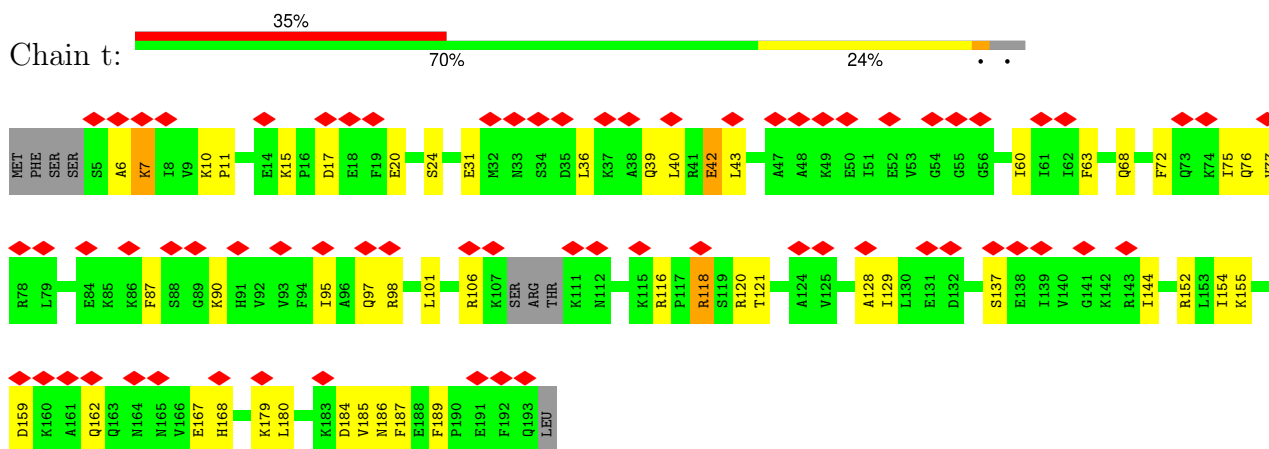 35%
Chain t:
70% 24% • •
MET PHE SER SER S5 A6 K7 I8 V9 K10 P11 E14 K15 P16 D17 E18 F19 E20 S24 E31 M32 N33 S34 D35 L36 K37 A38 Q39 L40 R41 E42 L43 A47 A48 K49 E50 I51 E52 V53 G54 G55 G56 I60 I61 I62 F63 Q68 F72 Q73 K74 I75 Q76 V77
R78 L79 E84 K85 K86 F87 S88 G89 K90 H91 V92 V93 F94 I95 A96 Q97 R98 L101 R106 K107 SER ARG THR K111 N112 K115 R116 P117 R118 S119 R120 T121 A124 V125 A128 I129 L130 E131 D132 S137 E138 I139 V140 G141 K142 R143 I144 R152 L153 I154 K155
D159 K160 A161 Q162 Q163 N164 N165 V166 E167 H168 K179 L180 K183 D184 V185 N186 F187 E188 F189 P190 E191 F192 Q193 LEU